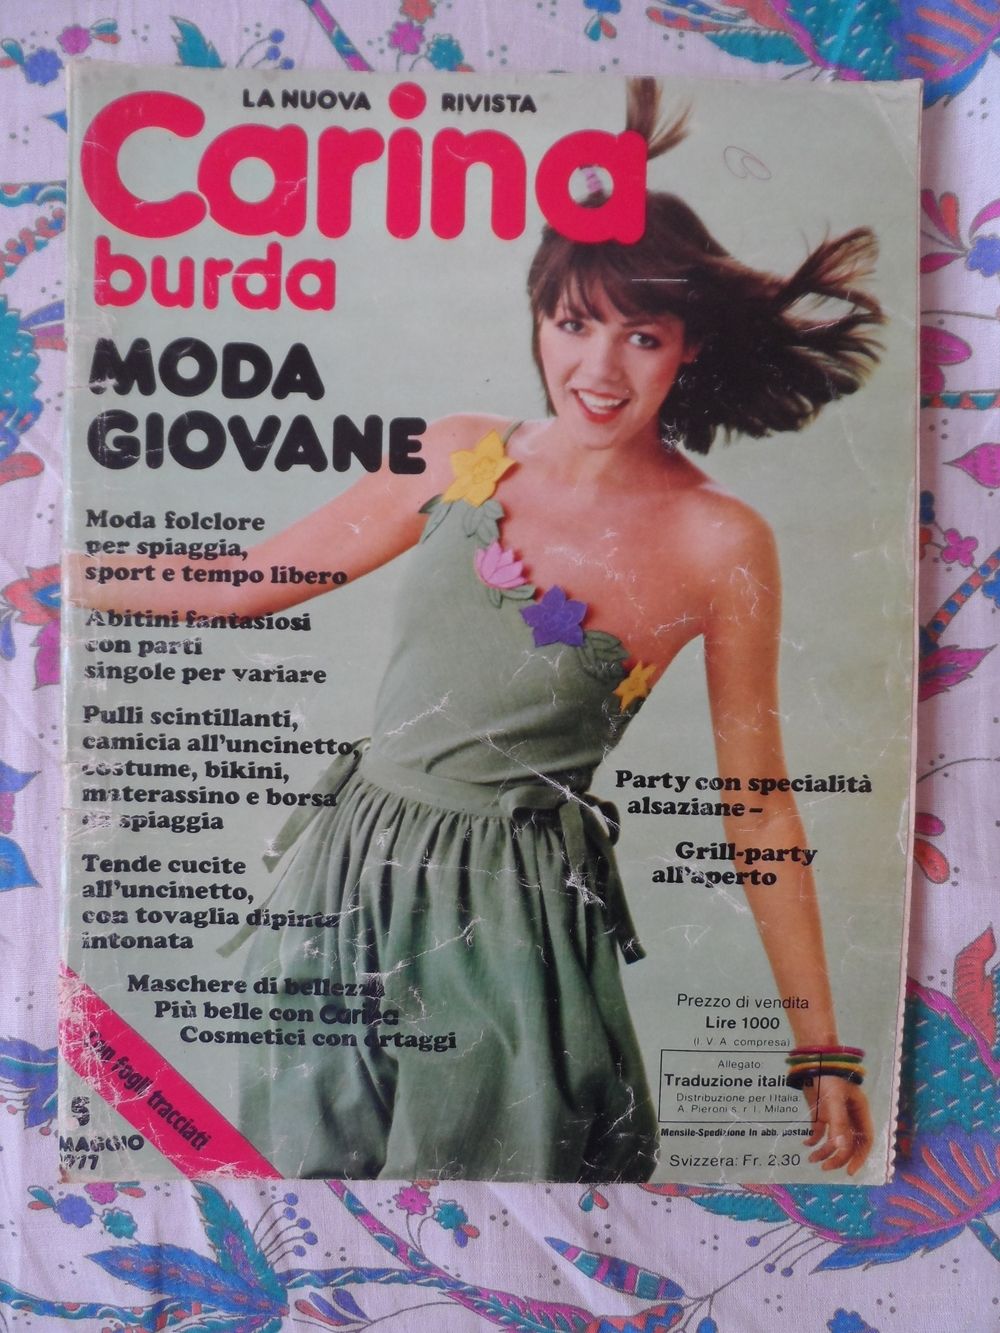 LA NUOVA RIVISTA
Carina
burda
MODA
GIOVANE
Moda folclore
per spiaggia,
sport e tempo libero
Abitini fantasiosi
con parti
singole per variare
Pulli scintillanti,
camicia all'uncinetto,
costume, bikini,
materassino e borsa
da spiaggia
Tende cucite
all'uncinetto,
con tovaglia dipinta
intonata
Maschere di bellezza
Più belle con Carina
Cosmetici con ortaggi
Party con specialità
alsaziane–
Grill-party
all'aperto
Con fogli tracciati
5
MAGGIO
1977
Prezzo di vendita
Lire 1000
(I.V.A. compresa)
Allegato:
Traduzione italiana
Distribuzione per l'Italia:
A. Pieroni s. r. l. Milano
Mensile-Spedizione in abb. postale
Svizzera: Fr. 2.30